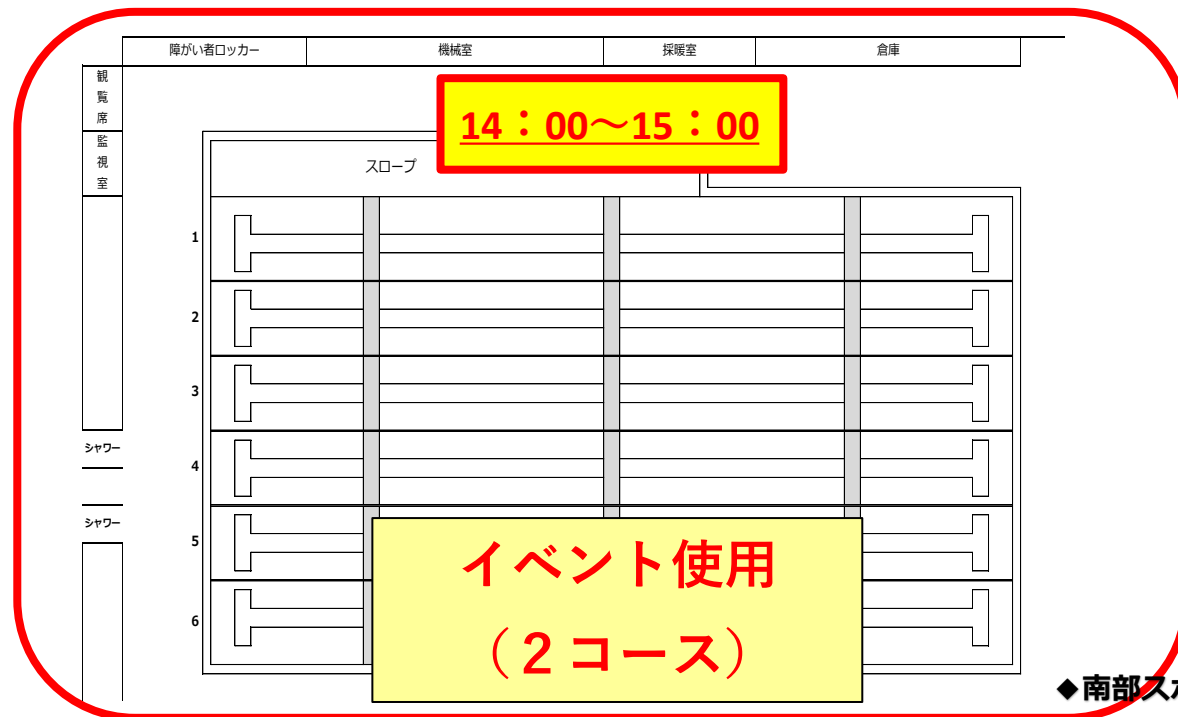 障がい者ロッカー
機械室
採暖室
倉庫
観覧席
監視室
14：00～15：00
スロープ
1
2
3
シャワー
4
シャワー
5
6
イベント使用
（２コース）
◆南部スポ